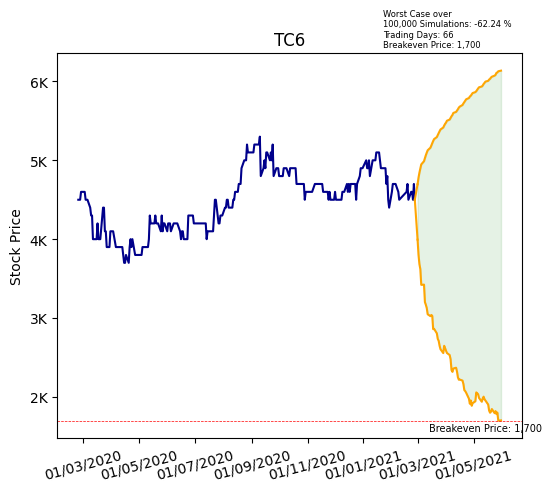 Worst Case over
100,000 Simulations: -62.24 %
Trading Days: 66
Breakeven Price: 1,700
TC6
Stock Price
6K
5K
4K
3K
2K
Breakeven Price: 1,700
01/03/2020 01/05/2020 01/07/2020 01/09/2020 01/11/2020 01/01/2021 01/03/2021 01/05/2021